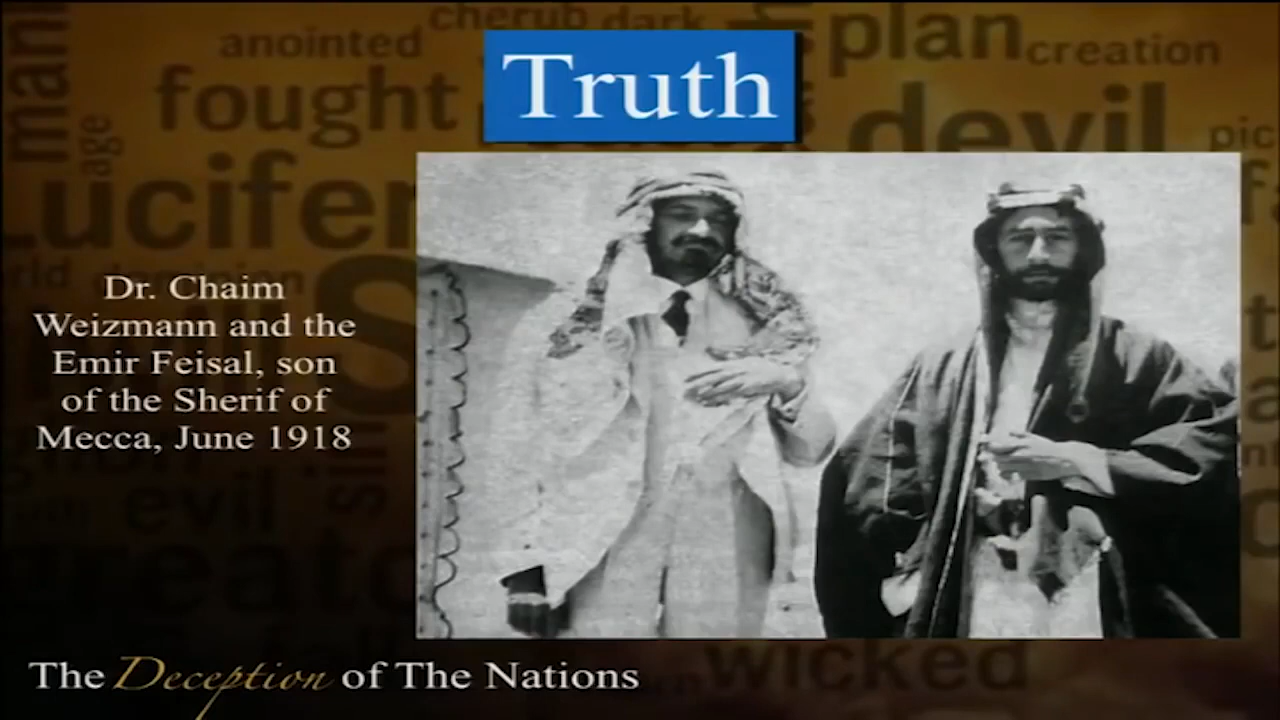 cherub dark
anointed
plan
creation
Truth
fought
devil
age
Lucifer
Dr. Chaim
Weizmann and the
Emir Feisal, son
of the Sherif of
Mecca, June 1918
evil
wicked
The Deception of The Nations